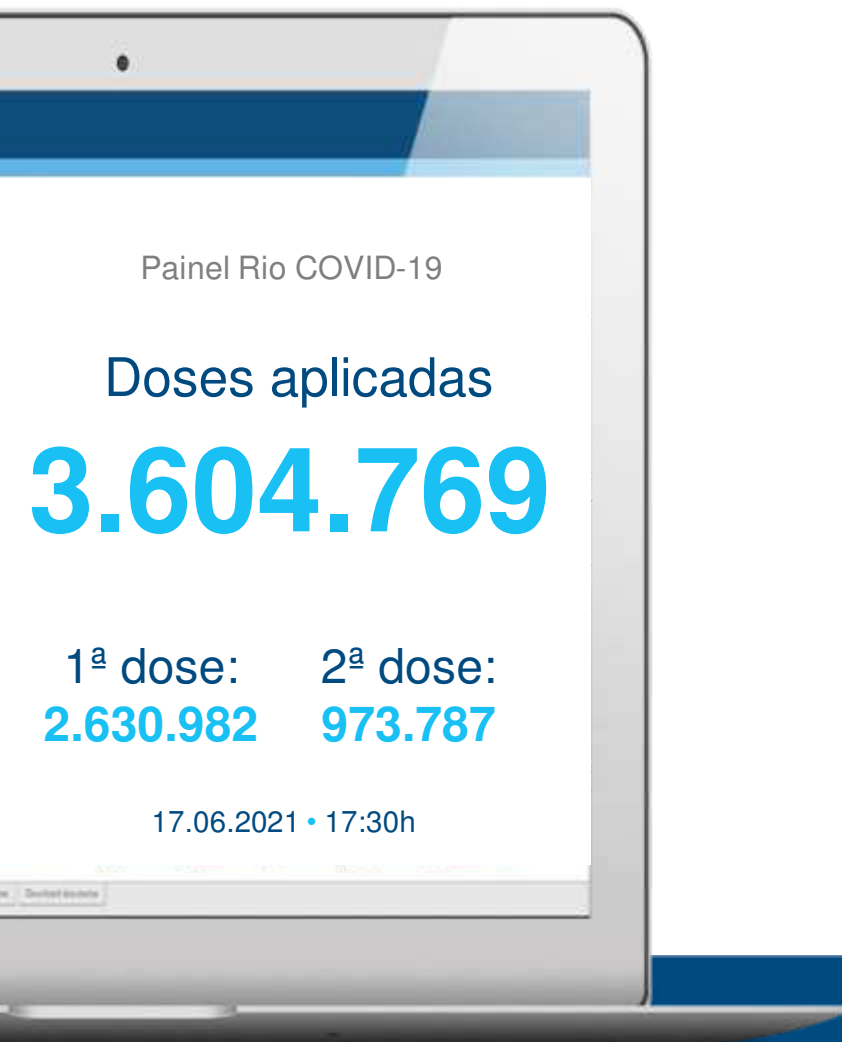 Painel Rio COVID-19
Doses aplicadas
3.604.769
1ª dose: 2ª dose:
2.630.982 973.787
17.06.2021 • 17:30h